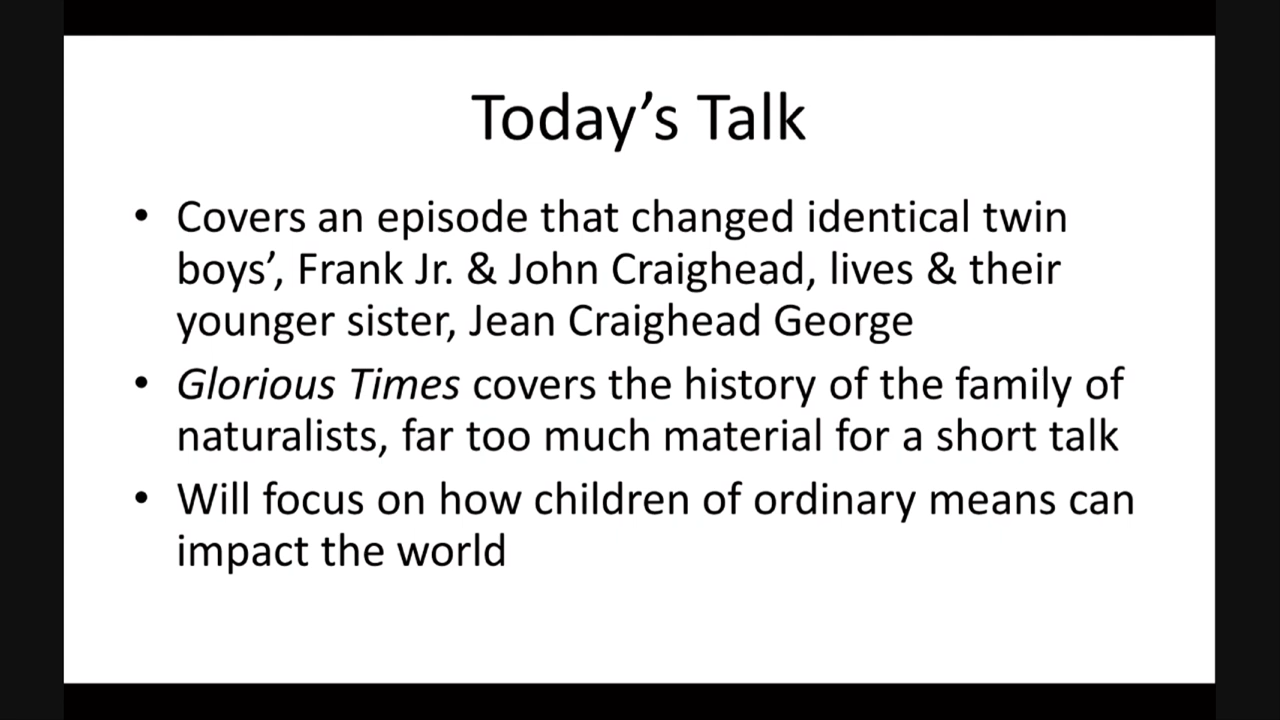 Today’s Talk
• Covers an episode that changed identical twin
boys’, Frank Jr. & John Craighead, lives & their
younger sister, Jean Craighead George
• Glorious Times covers the history of the family of
naturalists, far too much material for a short talk
• Will focus on how children of ordinary means can
impact the world